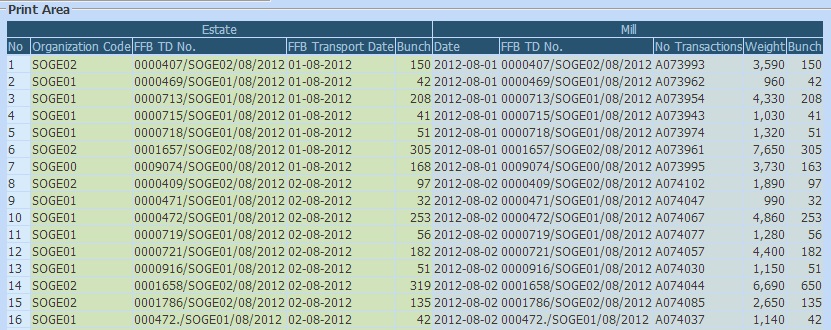 Print Area
Estate Mill
No Organization Code FFB TD No. FFB Transport Date Bunch Date FFB TD No. No Transactions Weight Bunch
1 SOGE02 0000407/SOGE02/08/2012 01-08-2012 150 2012-08-01 0000407/SOGE02/08/2012 A073993 3,590 150
2 SOGE01 0000469/SOGE01/08/2012 01-08-2012 42 2012-08-01 0000469/SOGE01/08/2012 A073962 960 42
3 SOGE01 0000713/SOGE01/08/2012 01-08-2012 208 2012-08-01 0000713/SOGE01/08/2012 A073954 4,330 208
4 SOGE01 0000715/SOGE01/08/2012 01-08-2012 41 2012-08-01 0000715/SOGE01/08/2012 A073943 1,030 41
5 SOGE01 0000718/SOGE01/08/2012 01-08-2012 51 2012-08-01 0000718/SOGE01/08/2012 A073974 1,320 51
6 SOGE02 0001657/SOGE02/08/2012 01-08-2012 305 2012-08-01 0001657/SOGE02/08/2012 A073961 7,650 305
7 SOGE00 0009074/SOGE00/08/2012 01-08-2012 168 2012-08-01 0009074/SOGE00/08/2012 A073995 3,730 163
8 SOGE02 0000409/SOGE02/08/2012 02-08-2012 97 2012-08-02 0000409/SOGE02/08/2012 A074102 1,890 97
9 SOGE01 0000471/SOGE01/08/2012 02-08-2012 32 2012-08-02 0000471/SOGE01/08/2012 A074047 990 32
10 SOGE01 0000472/SOGE01/08/2012 02-08-2012 253 2012-08-02 0000472/SOGE01/08/2012 A074067 4,860 253
11 SOGE01 0000719/SOGE01/08/2012 02-08-2012 56 2012-08-02 0000719/SOGE01/08/2012 A074077 1,280 56
12 SOGE01 0000721/SOGE01/08/2012 02-08-2012 182 2012-08-02 0000721/SOGE01/08/2012 A074057 4,400 182
13 SOGE01 0000916/SOGE01/08/2012 02-08-2012 51 2012-08-02 0000916/SOGE01/08/2012 A074030 1,150 51
14 SOGE02 0001658/SOGE02/08/2012 02-08-2012 319 2012-08-02 0001658/SOGE02/08/2012 A074044 6,690 650
15 SOGE02 0001786/SOGE02/08/2012 02-08-2012 135 2012-08-02 0001786/SOGE02/08/2012 A074085 2,650 135
16 SOGE01 000472./SOGE01/08/2012 02-08-2012 42 2012-08-02 000472./SOGE01/08/2012 A074037 1,140 42